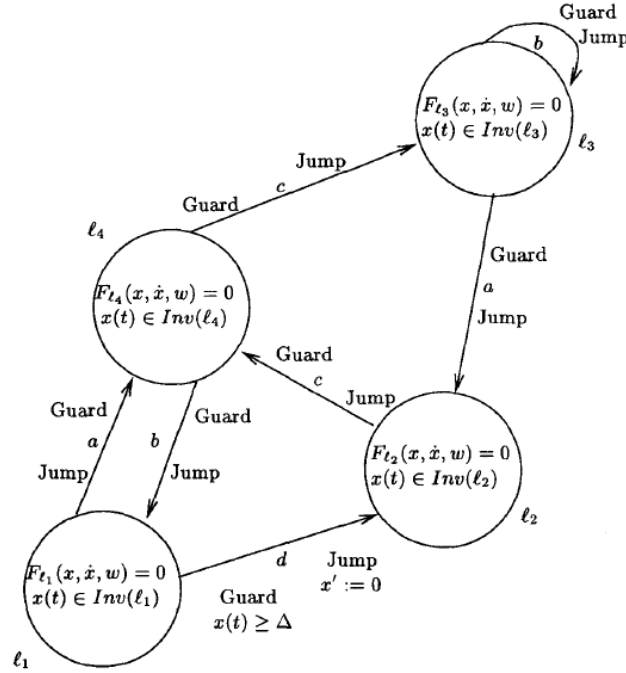 Guard
Jump
b
F_{ℓ₃}(x, ẋ, w) = 0
x(t) ∈ Inv(ℓ₃)
ℓ₃
Jump
c
Guard
ℓ₄
F_{ℓ₄}(x, ẋ, w) = 0
x(t) ∈ Inv(ℓ₄)
Guard
a
Jump
Guard
c
Jump
Guard
a
Jump
Guard
b
Jump
F_{ℓ₂}(x, ẋ, w) = 0
x(t) ∈ Inv(ℓ₂)
ℓ₂
F_{ℓ₁}(x, ẋ, w) = 0
x(t) ∈ Inv(ℓ₁)
ℓ₁
d
Jump
x′ := 0
Guard
x(t) ≥ Δ